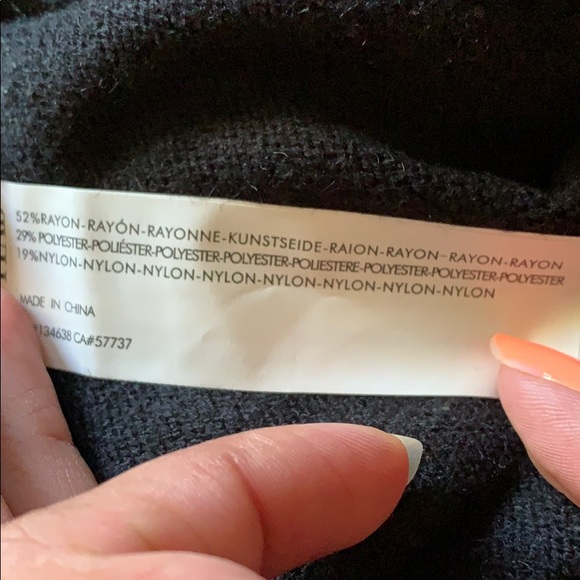 52%RAYON-RAYÓN-RAYONNE-KUNSTSEIDE-RAION-RAYON-RAYON-RAYON
29% POLYESTER-POLIÉSTER-POLYESTER-POLYESTER-POLIESTERE-POLYESTER-POLYESTER-POLYESTER
19%NYLON-NYLON-NYLON-NYLON-NYLON-NYLON-NYLON-NYLON
MADE IN CHINA
134638 CA#57737